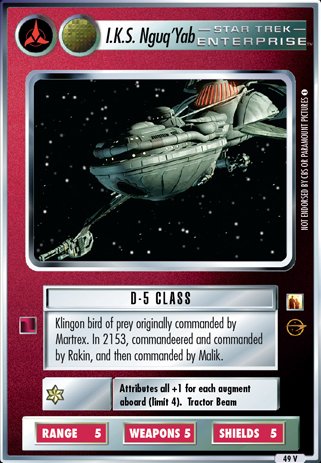 I.K.S. Nguq'Yab
STAR TREK
ENTERPRISE™
NOT ENDORSED BY CBS OR PARAMOUNT PICTURES
D-5 CLASS
Klingon bird of prey originally commanded by
Martrex. In 2153, commandeered and commanded
by Rakin, and then commanded by Malik.
Attributes all +1 for each augment
aboard (limit 4). Tractor Beam
RANGE 5
WEAPONS 5
SHIELDS 5
49 V